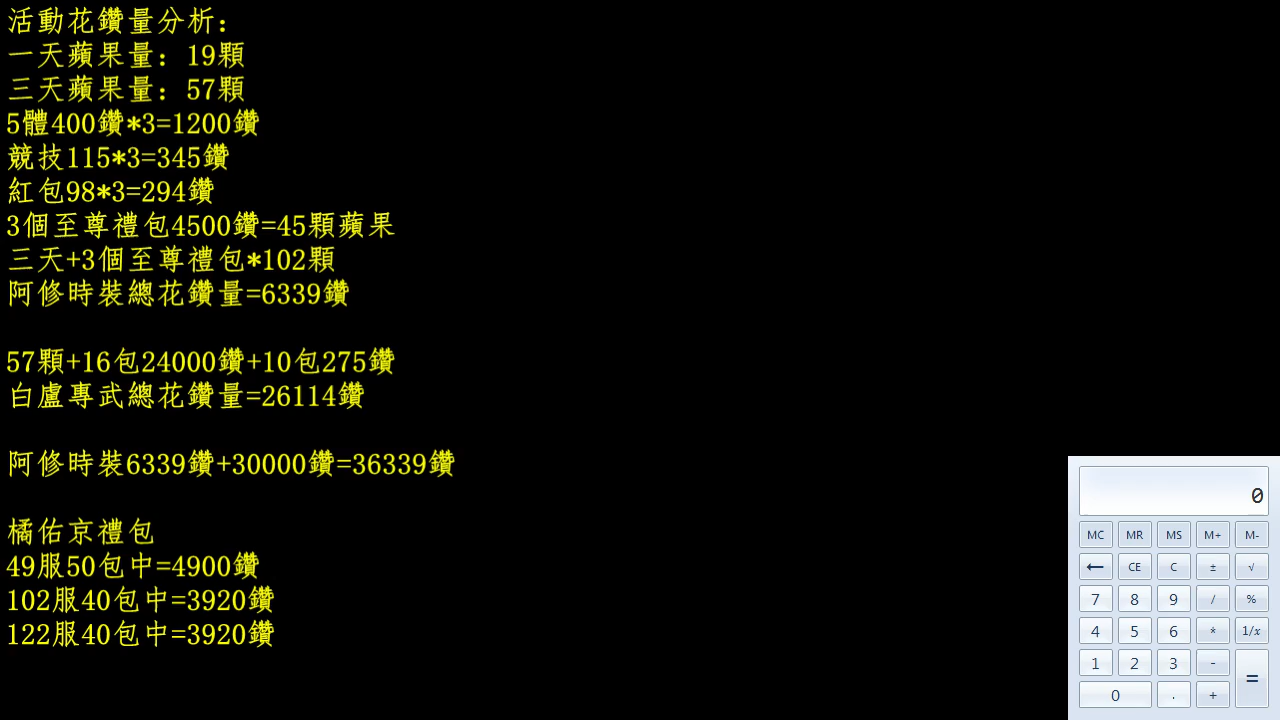 活動花鑽量分析：
一天蘋果量：19顆
三天蘋果量：57顆
5體400鑽*3=1200鑽
競技115*3=345鑽
紅包98*3=294鑽
3個至尊禮包4500鑽=45顆蘋果
三天+3個至尊禮包*102顆
阿修時裝總花鑽量=6339鑽
57顆+16包24000鑽+10包275鑽
白盧專武總花鑽量=26114鑽
阿修時裝6339鑽+30000鑽=36339鑽
橘佑京禮包
49服50包中=4900鑽
102服40包中=3920鑽
122服40包中=3920鑽
0
MC MR MS M+ M-
← CE C ± √
7 8 9 / %
4 5 6 * 1/x
1 2 3 - =
0 . +